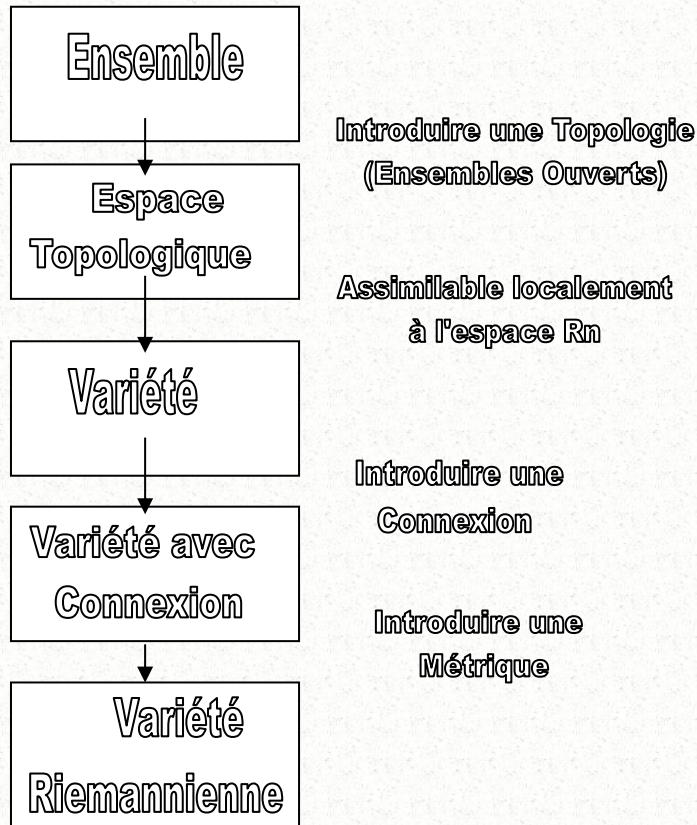 Ensemble
Introduire une Topologie
(Ensembles Ouverts)
Espace
Topologique
Assimilable localement
à l'espace Rn
Variété
Introduire une
Connexion
Variété avec
Connexion
Introduire une
Métrique
Variété
Riemannienne